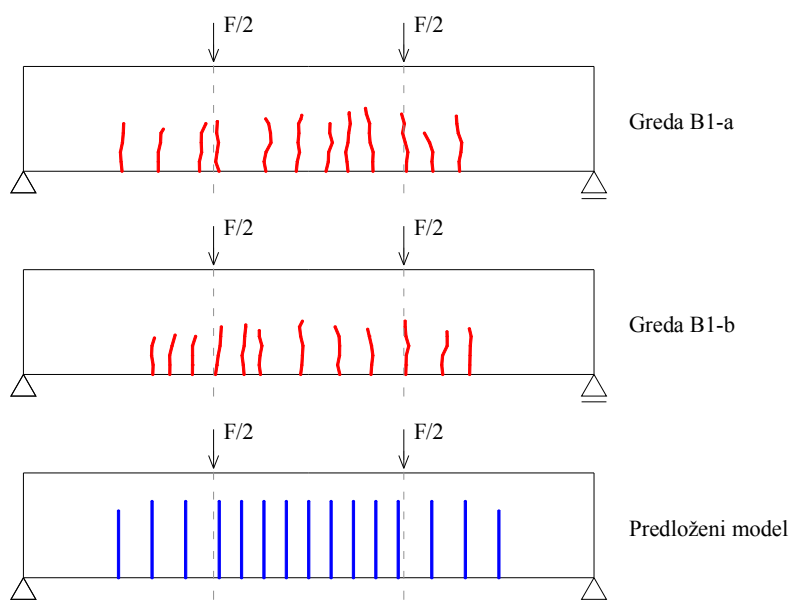 F/2 F/2
Greda B1-a
F/2 F/2
Greda B1-b
F/2 F/2
Predloženi model